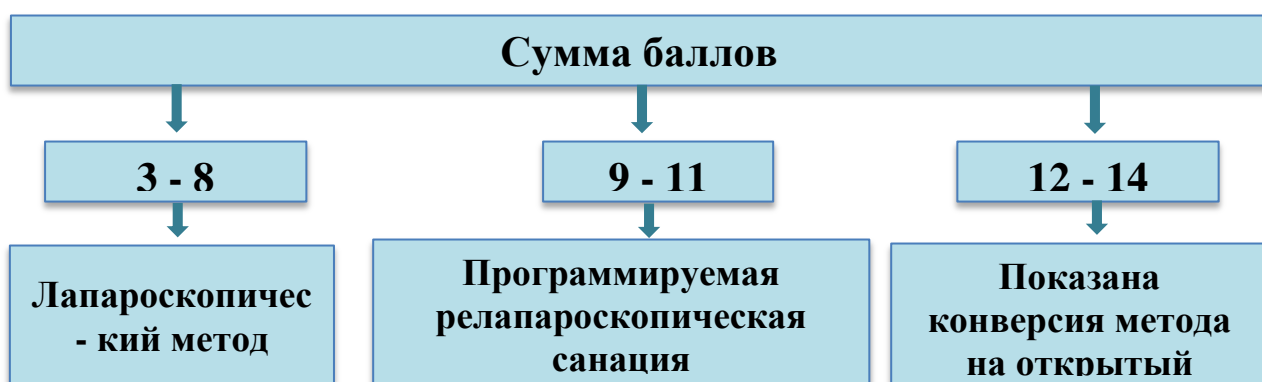 Сумма баллов
3 - 8
9 - 11
12 - 14
Лапароскопичес
- кий метод
Программируемая
релапароскопическая
санация
Показана
конверсия метода
на открытый